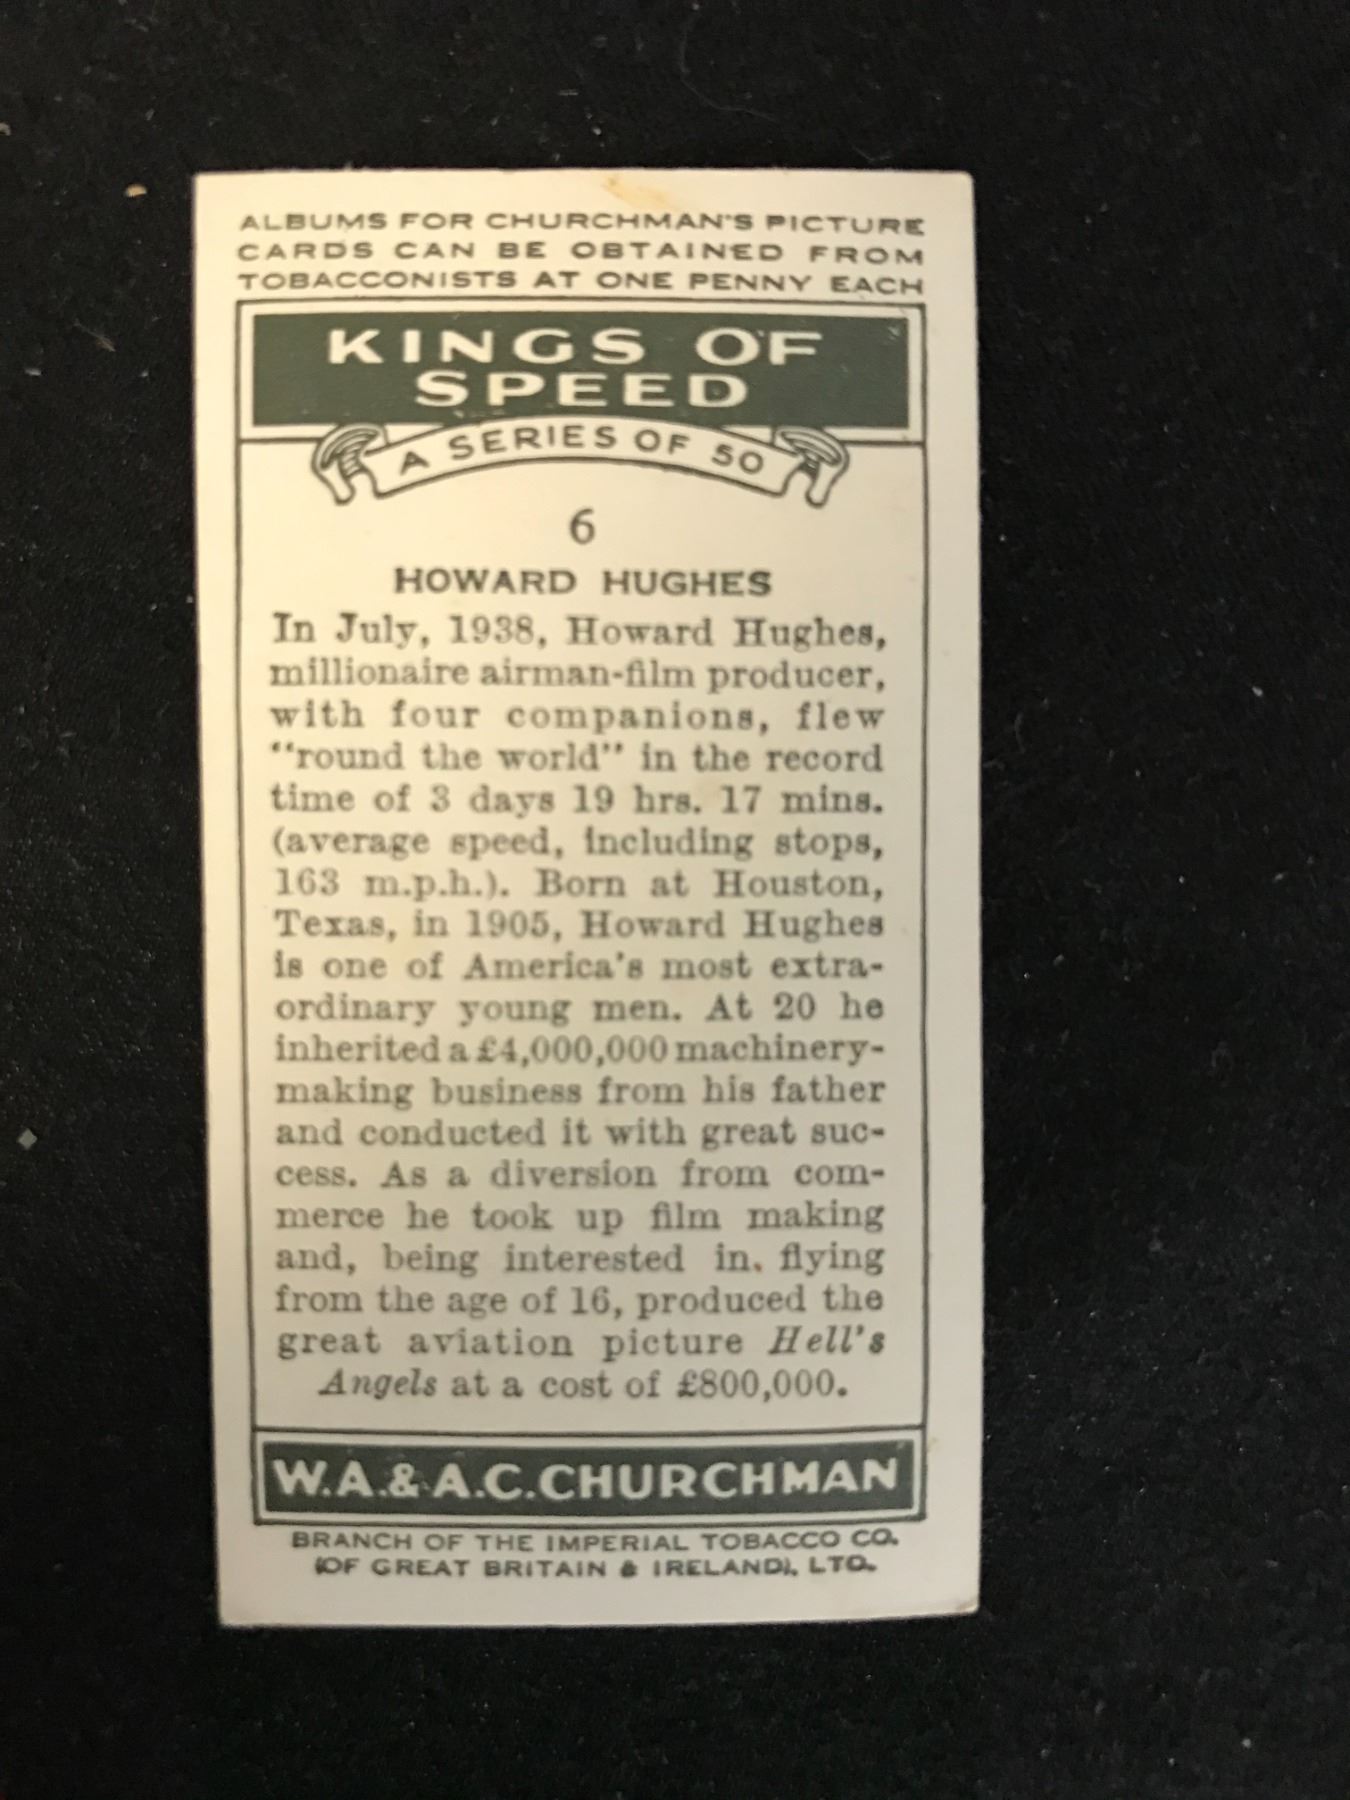 ALBUMS FOR CHURCHMAN'S PICTURE
CARDS CAN BE OBTAINED FROM
TOBACCONISTS AT ONE PENNY EACH
KINGS OF
SPEED
A SERIES OF 50
6
HOWARD HUGHES
In July, 1938, Howard Hughes,
millionaire airman-film producer,
with four companions, flew
"round the world" in the record
time of 3 days 19 hrs. 17 mins.
(average speed, including stops,
163 m.p.h.). Born at Houston,
Texas, in 1905, Howard Hughes
is one of America's most extra-
ordinary young men. At 20 he
inherited a £4,000,000 machinery-
making business from his father
and conducted it with great suc-
cess. As a diversion from com-
merce he took up film making
and, being interested in flying
from the age of 16, produced the
great aviation picture Hell's
Angels at a cost of £800,000.
W.A.& A.C.CHURCHMAN
BRANCH OF THE IMPERIAL TOBACCO CO.
(OF GREAT BRITAIN & IRELAND), LTD.